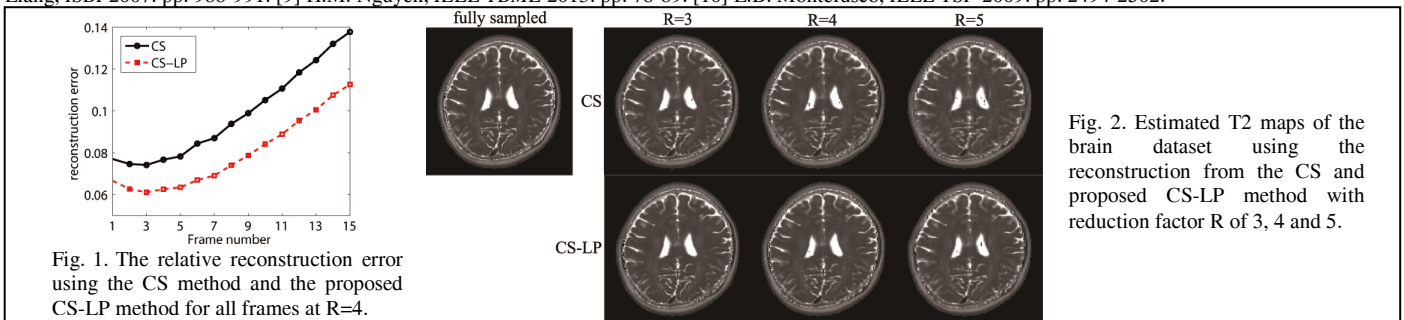 Liang, ISBI 2007. pp. 988-991. [9] H.M. Nguyen, IEEE TBME 2013. pp. 78-89. [10] L.B. Montefusco, IEEE TSP 2009. pp. 2494-2502.
fully sampled
R=3
R=4
R=5
0.14
0.12
0.1
0.08
0.06
reconstruction error
CS
CS-LP
1 3 5 7 9 11 13 15
Frame number
CS
CS-LP
Fig. 1. The relative reconstruction error
using the CS method and the proposed
CS-LP method for all frames at R=4.
Fig. 2. Estimated T2 maps of the
brain dataset using the
reconstruction from the CS and
proposed CS-LP method with
reduction factor R of 3, 4 and 5.